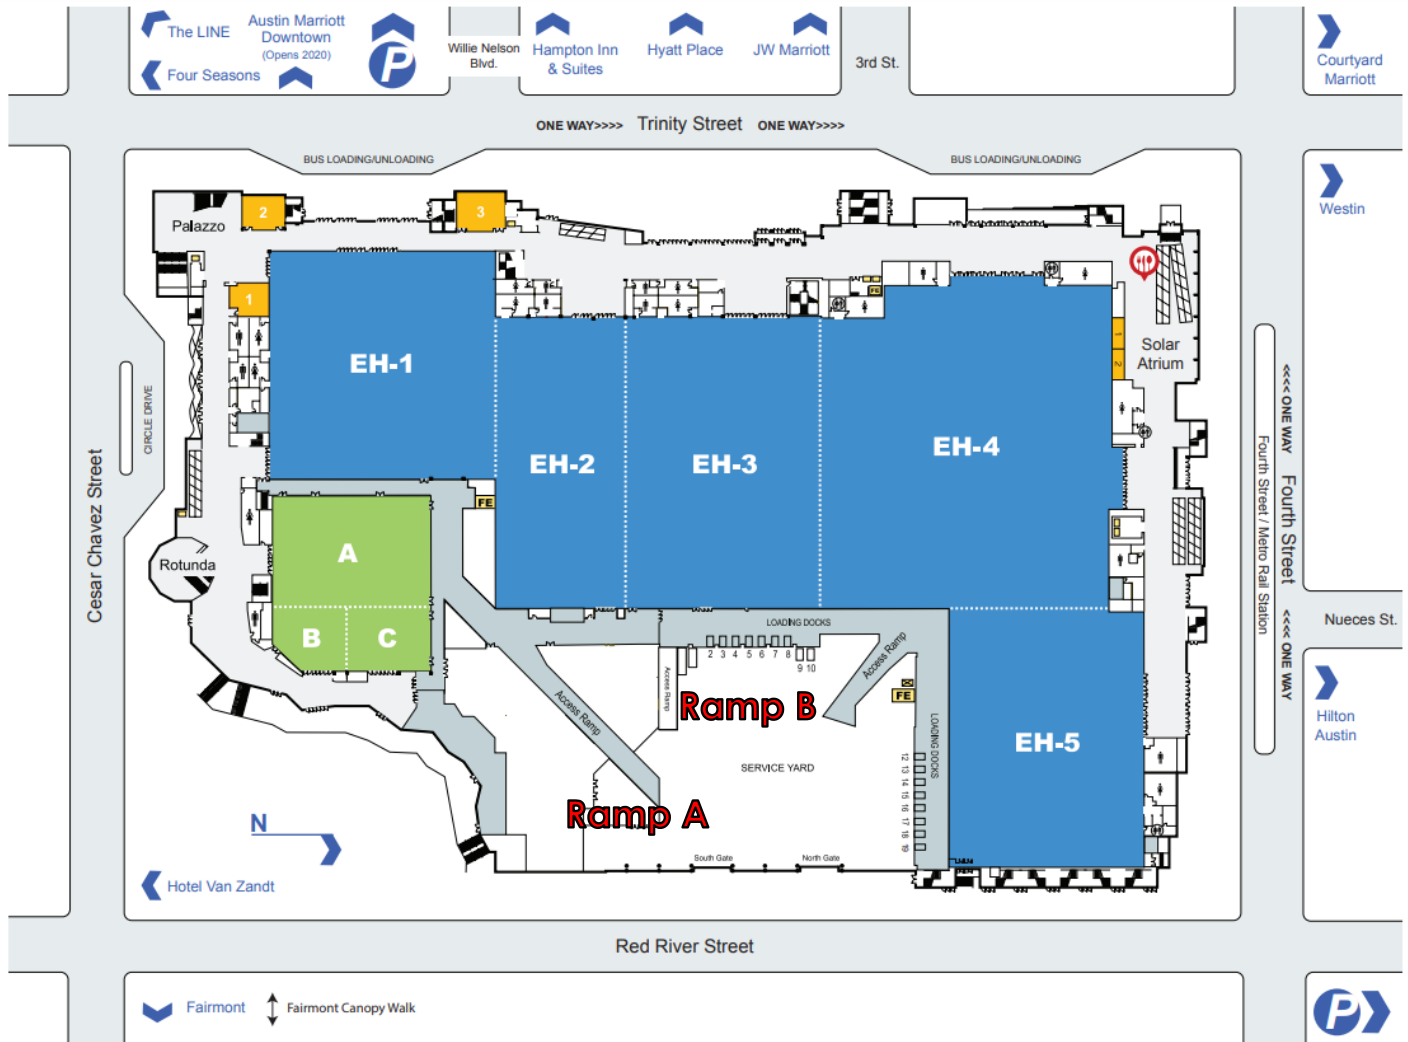 The LINE
Austin Marriott
Downtown
(Opens 2020)
Four Seasons
P
Willie Nelson
Blvd.
Hampton Inn
& Suites
Hyatt Place
JW Marriott
3rd St.
Courtyard
Marriott
ONE WAY>>>> Trinity Street ONE WAY>>>>
BUS LOADING/UNLOADING
BUS LOADING/UNLOADING
Westin
Palazzo
2
3
1
EH-1
EH-2
EH-3
EH-4
FE
1
2
Solar
Atrium
CIRCLE DRIVE
Cesar Chavez Street
FE
A
B
C
Rotunda
<<<< ONE WAY
Fourth Street
<<<< ONE WAY
Fourth Street / Metro Rail Station
Nueces St.
LOADING DOCKS
2 3 4 5 6 7 8
9 10
Access Ramp
Access Ramp
Access Ramp
Ramp B
FE
LOADING DOCKS
12
13
14
15
16
17
18
19
EH-5
Hilton
Austin
SERVICE YARD
Ramp A
South Gate
North Gate
N
Hotel Van Zandt
Red River Street
Fairmont
Fairmont Canopy Walk
P